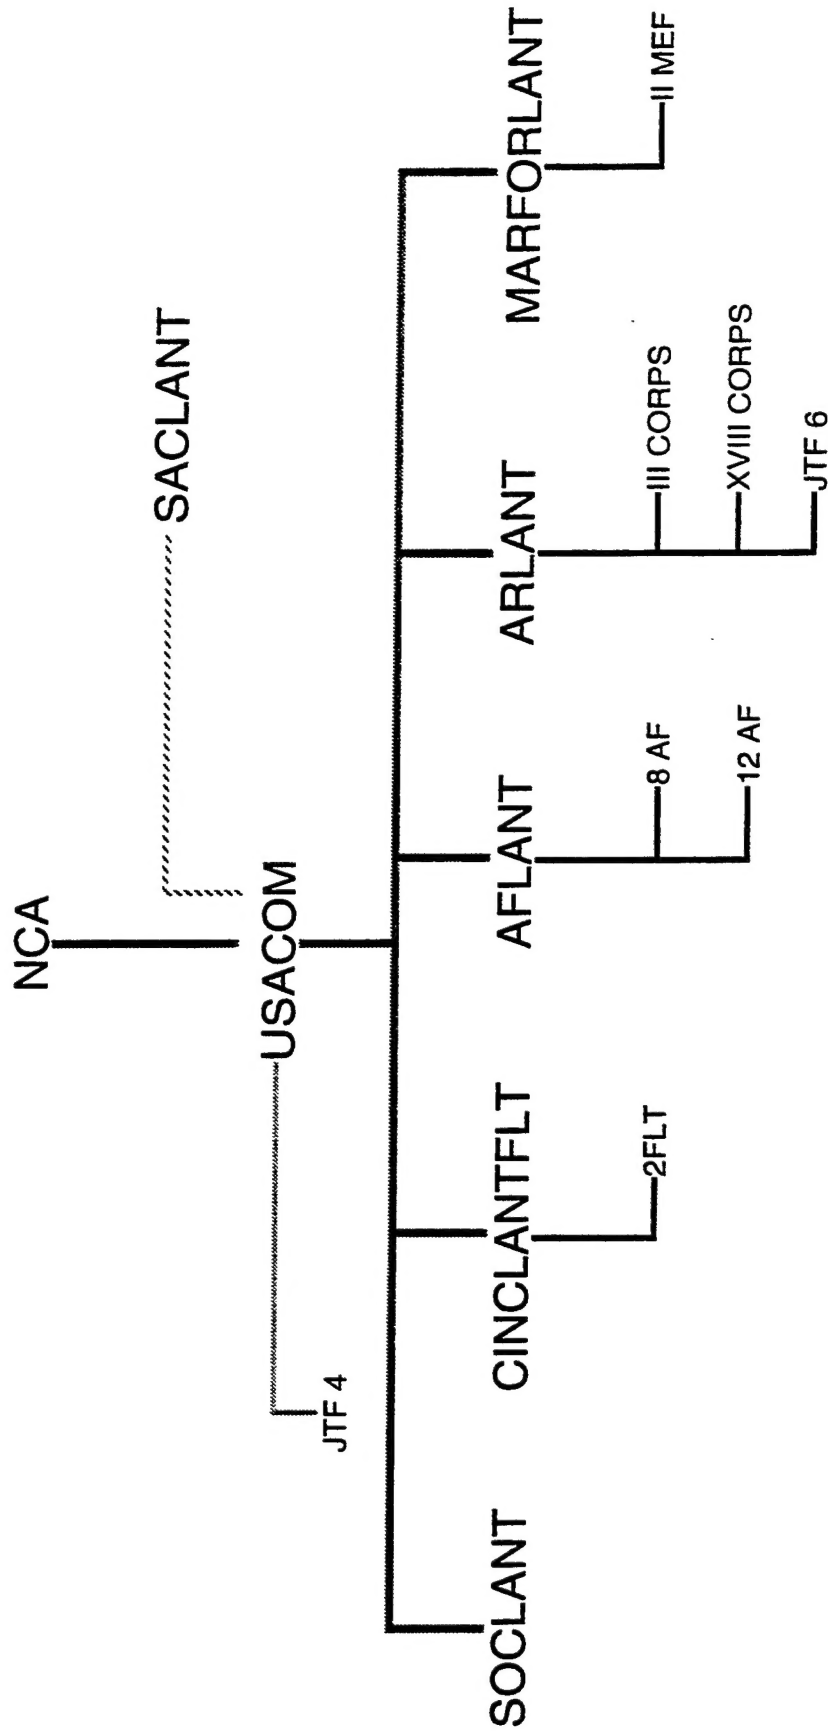 NCA
SACLANT
USACOM
JTF 4
SOCLANT
CINCLANTFLT
AFLANT
ARLANT
MARFORLANT
2FLT
8 AF
III CORPS
II MEF
12 AF
XVIII CORPS
JTF 6